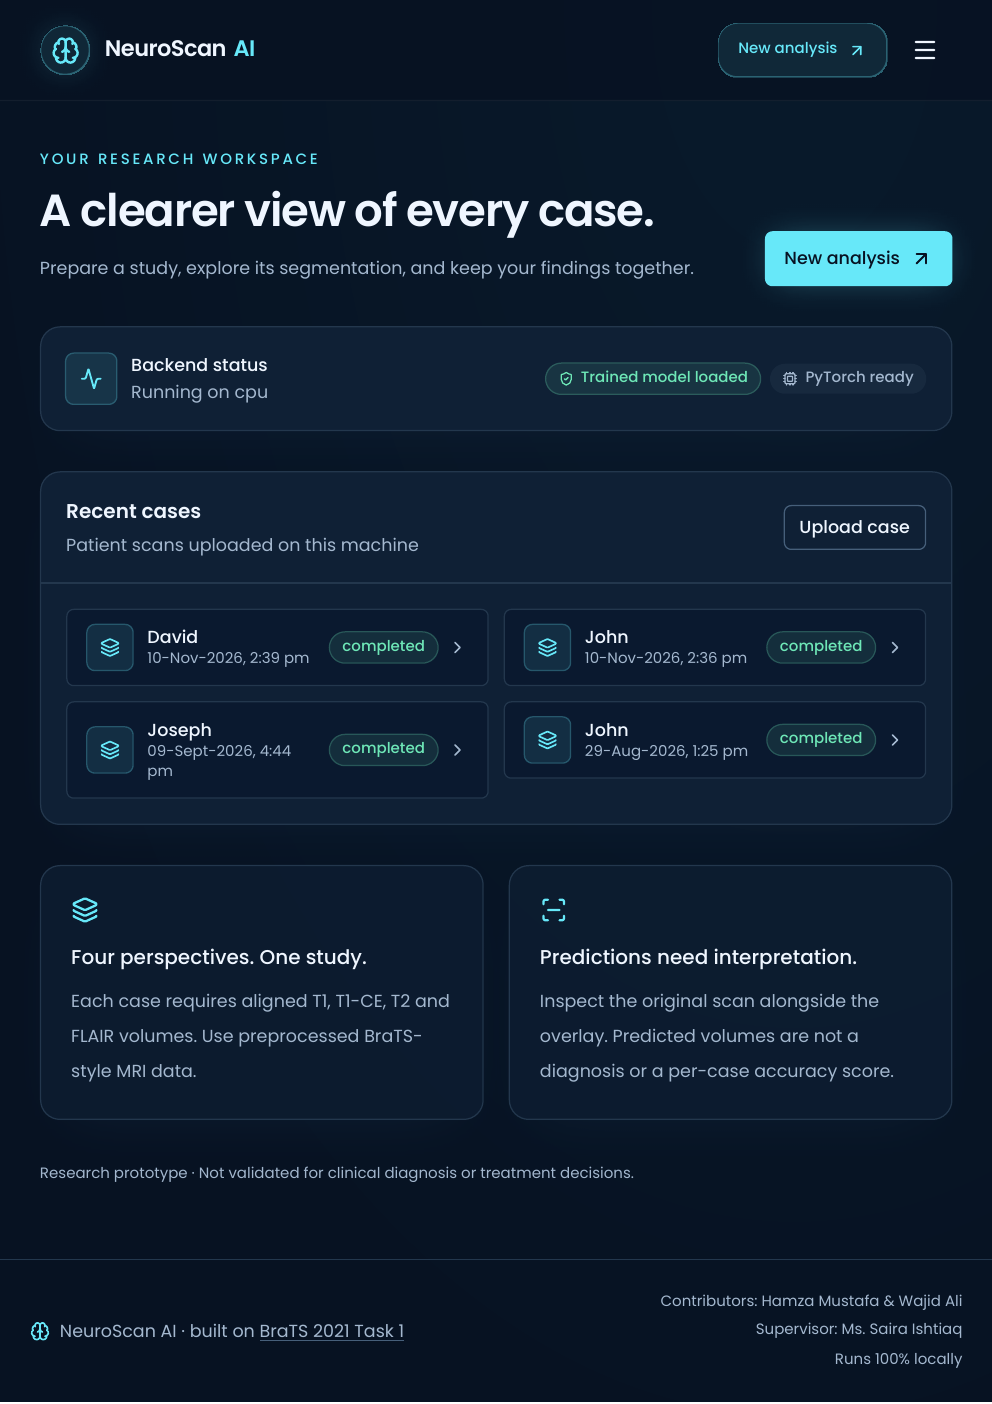 NeuroScan AI
New analysis
YOUR RESEARCH WORKSPACE
A clearer view of every case.
Prepare a study, explore its segmentation, and keep your findings together.
New analysis
Backend status
Running on cpu
Trained model loaded
PyTorch ready
Recent cases
Patient scans uploaded on this machine
Upload case
David
10-Nov-2026, 2:39 pm
completed
John
10-Nov-2026, 2:36 pm
completed
Joseph
09-Sept-2026, 4:44
pm
completed
John
29-Aug-2026, 1:25 pm
completed
Four perspectives. One study.
Each case requires aligned T1, T1-CE, T2 and
FLAIR volumes. Use preprocessed BraTS-
style MRI data.
Predictions need interpretation.
Inspect the original scan alongside the
overlay. Predicted volumes are not a
diagnosis or a per-case accuracy score.
Research prototype · Not validated for clinical diagnosis or treatment decisions.
NeuroScan AI · built on BraTS 2021 Task 1
Contributors: Hamza Mustafa & Wajid Ali
Supervisor: Ms. Saira Ishtiaq
Runs 100% locally